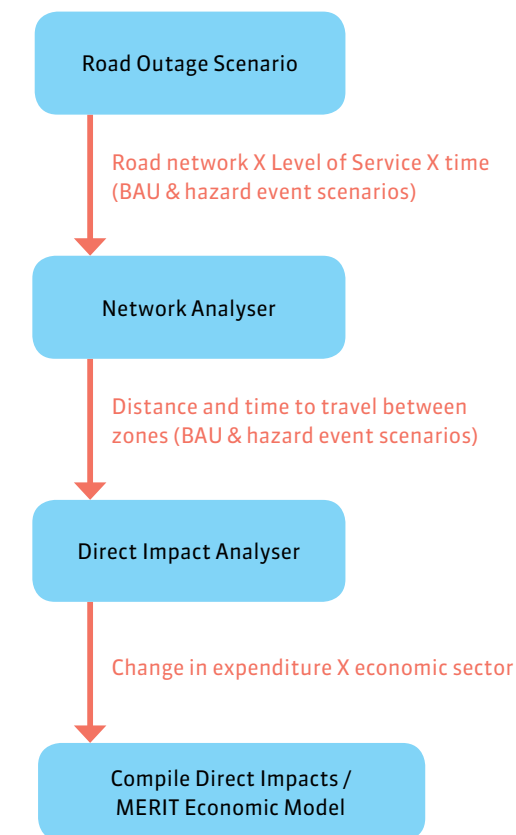 Road Outage Scenario
Road network X Level of Service X time
(BAU & hazard event scenarios)
Network Analyser
Distance and time to travel between
zones (BAU & hazard event scenarios)
Direct Impact Analyser
Change in expenditure X economic sector
Compile Direct Impacts /
MERIT Economic Model